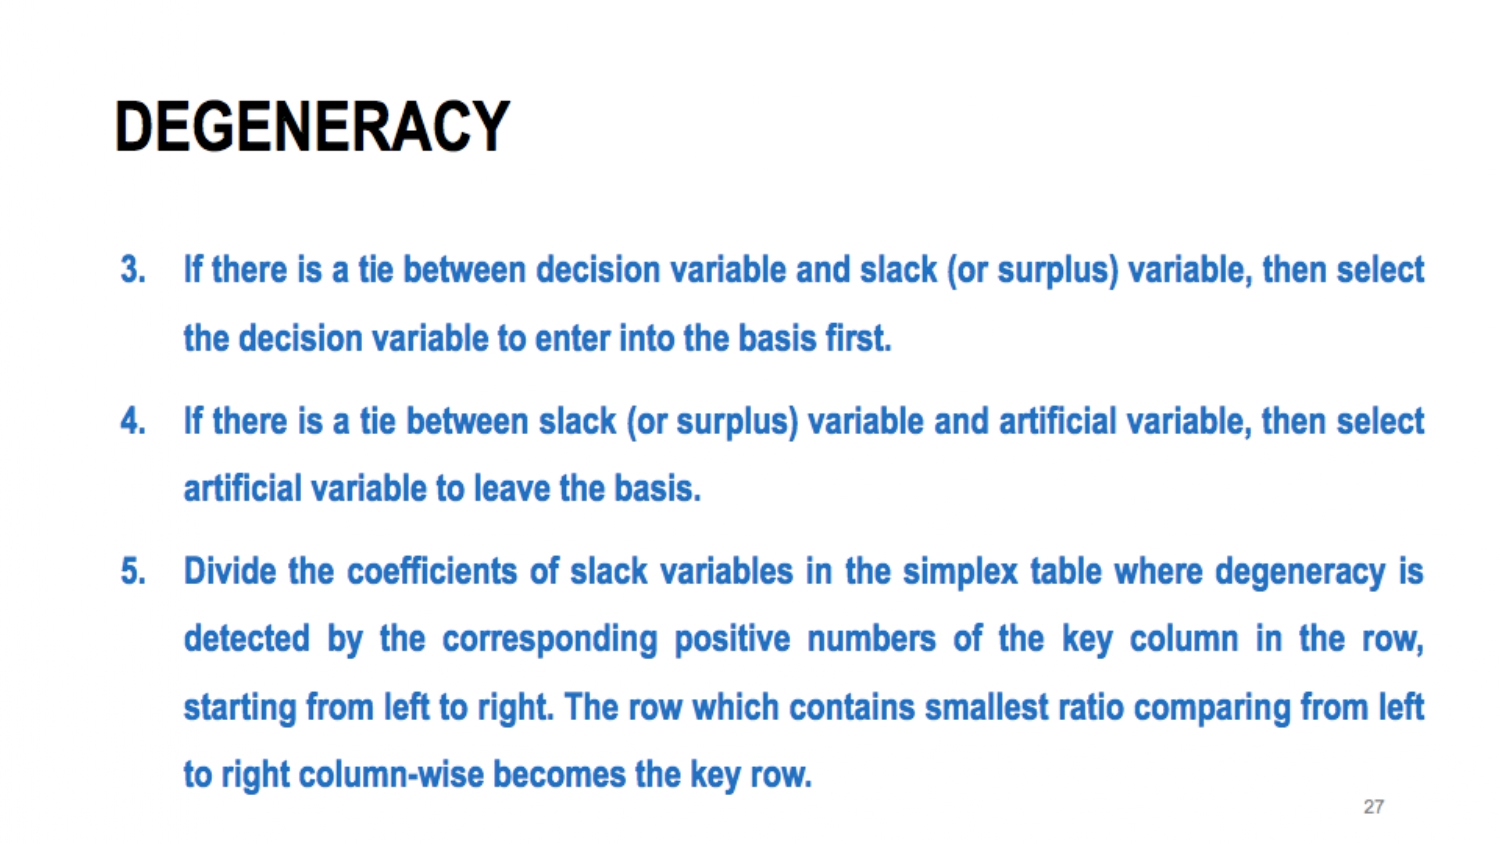 DEGENERACY
3. If there is a tie between decision variable and slack (or surplus) variable, then select
the decision variable to enter into the basis first.
4. If there is a tie between slack (or surplus) variable and artificial variable, then select
artificial variable to leave the basis.
5. Divide the coefficients of slack variables in the simplex table where degeneracy is
detected by the corresponding positive numbers of the key column in the row,
starting from left to right. The row which contains smallest ratio comparing from left
to right column-wise becomes the key row.
27